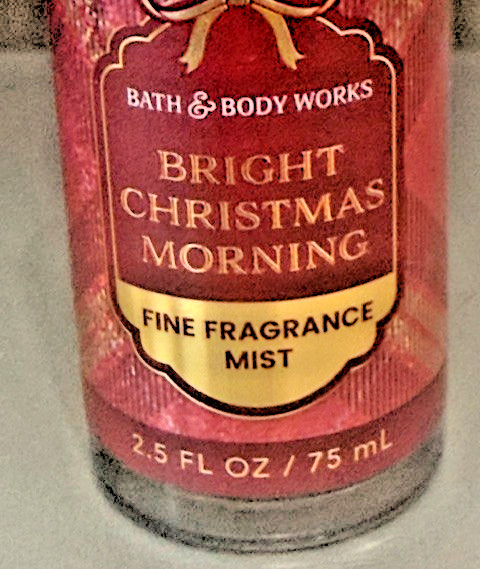 BATH & BODY WORKS
BRIGHT
CHRISTMAS
MORNING
FINE FRAGRANCE
MIST
2.5 FL OZ / 75 mL